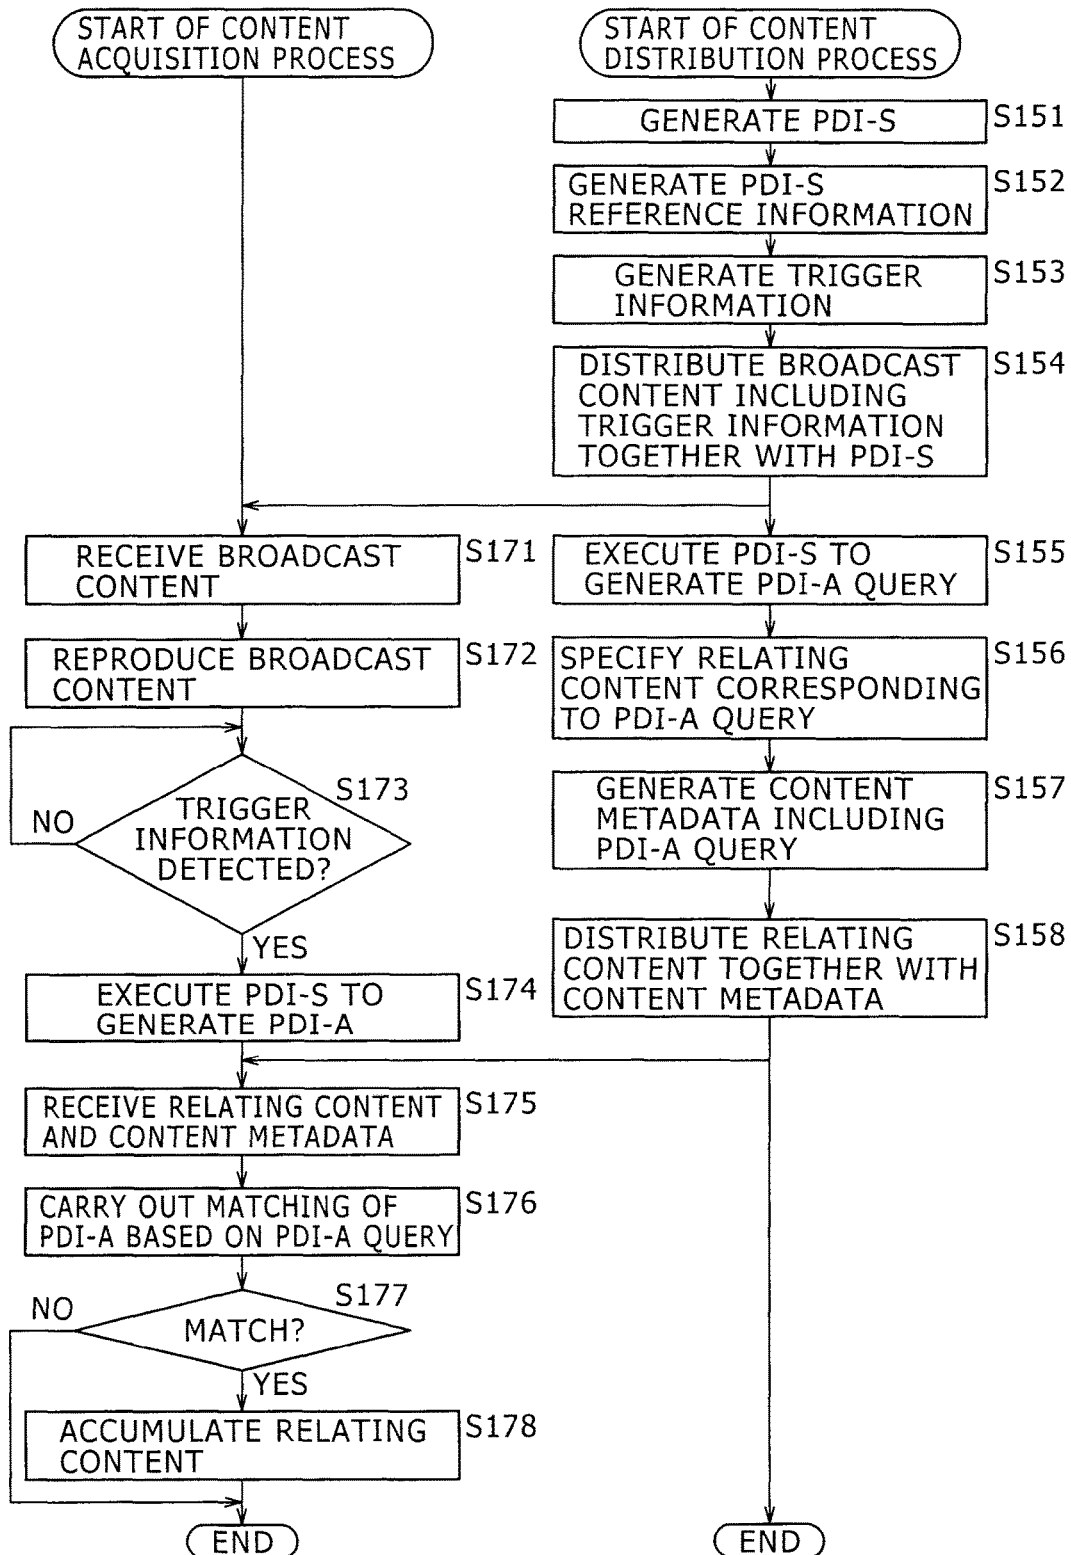 START OF CONTENT
ACQUISITION PROCESS
START OF CONTENT
DISTRIBUTION PROCESS
GENERATE PDI-S
S151
GENERATE PDI-S
REFERENCE INFORMATION
S152
GENERATE TRIGGER
INFORMATION
S153
DISTRIBUTE BROADCAST
CONTENT INCLUDING
TRIGGER INFORMATION
TOGETHER WITH PDI-S
S154
RECEIVE BROADCAST
CONTENT
S171
EXECUTE PDI-S TO
GENERATE PDI-A QUERY
S155
REPRODUCE BROADCAST
CONTENT
S172
SPECIFY RELATING
CONTENT CORRESPONDING
TO PDI-A QUERY
S156
S173
TRIGGER
INFORMATION
DETECTED?
NO
YES
GENERATE CONTENT
METADATA INCLUDING
PDI-A QUERY
S157
DISTRIBUTE RELATING
CONTENT TOGETHER WITH
CONTENT METADATA
S158
EXECUTE PDI-S TO
GENERATE PDI-A
S174
RECEIVE RELATING CONTENT
AND CONTENT METADATA
S175
CARRY OUT MATCHING OF
PDI-A BASED ON PDI-A QUERY
S176
S177
NO
MATCH?
YES
ACCUMULATE RELATING
CONTENT
S178
END
END